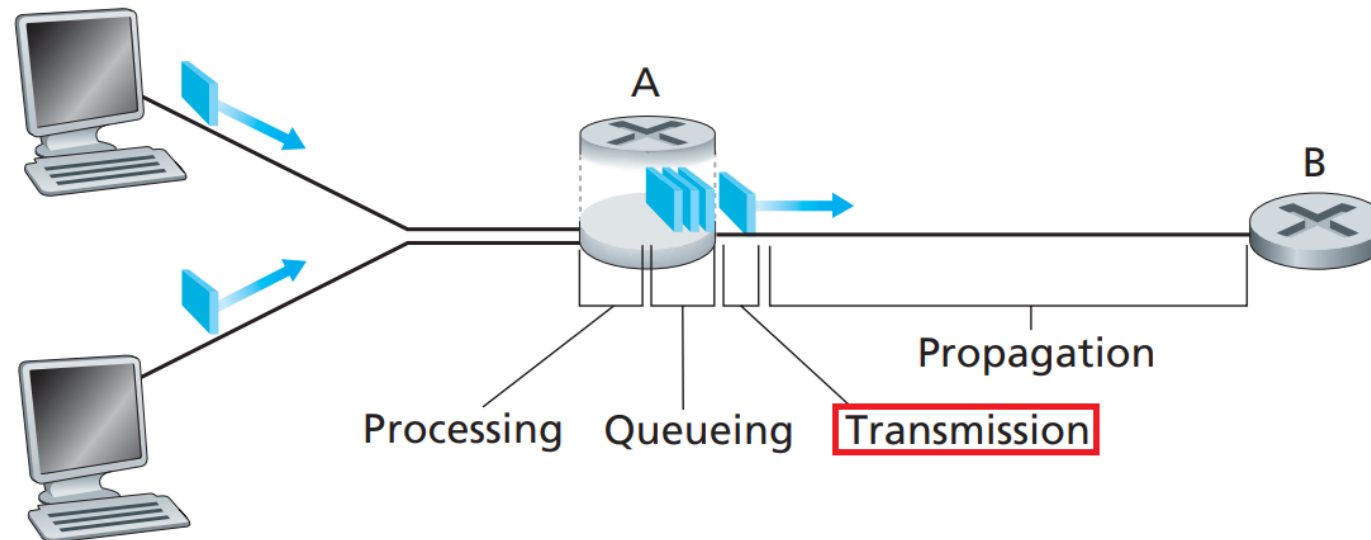 A
B
Propagation
Processing
Queueing
Transmission